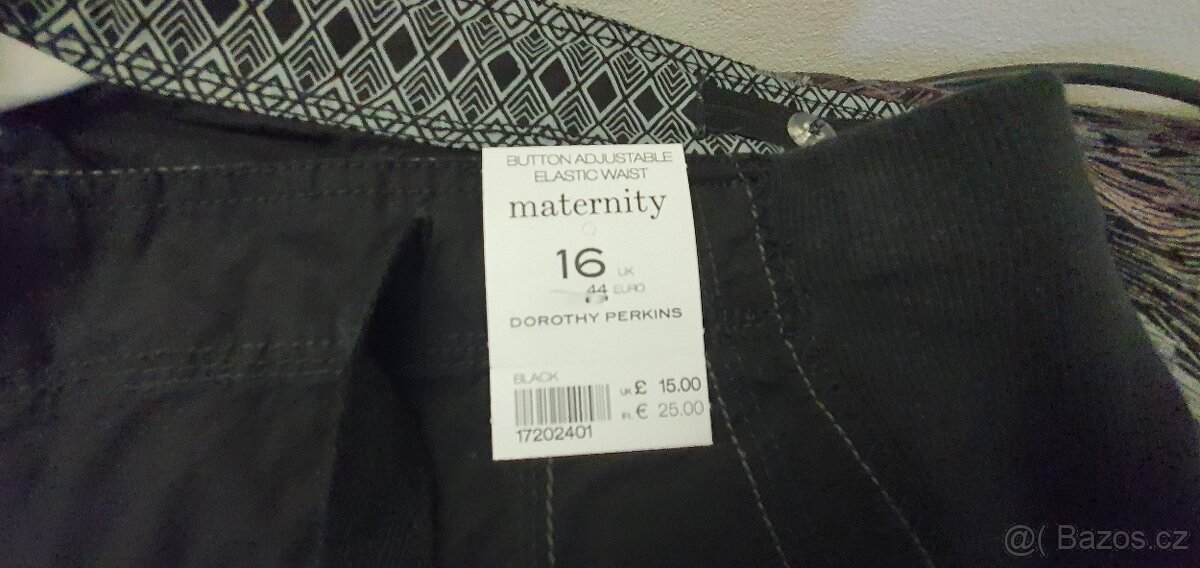 BUTTON ADJUSTABLE
ELASTIC WAIST
maternity
16 UK
44 EURO
DOROTHY PERKINS
BLACK
UK £ 15.00
€ 25.00
17202401
@( Bazos.cz